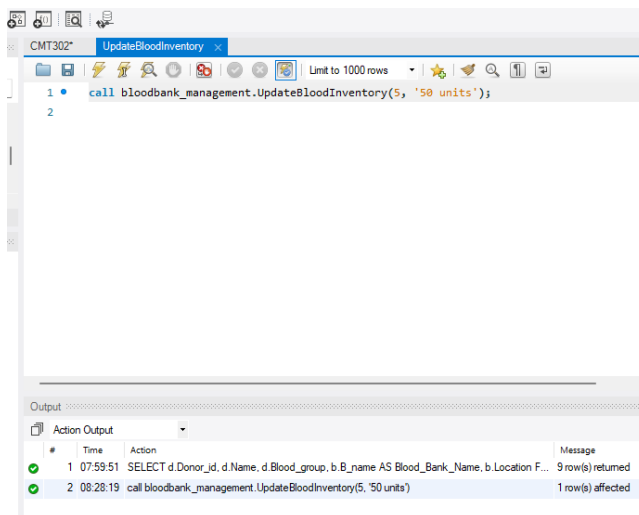 CMT302*
UpdateBloodInventory
Limit to 1000 rows
1 call bloodbank_management.UpdateBloodInventory(5, '50 units');
2
Output
Action Output
# Time Action Message
1 07:59:51 SELECT d.Donor_id, d.Name, d.Blood_group, b.B_name AS Blood_Bank_Name, b.Location F... 9 row(s) returned
2 08:28:19 call bloodbank_management.UpdateBloodInventory(5, '50 units') 1 row(s) affected